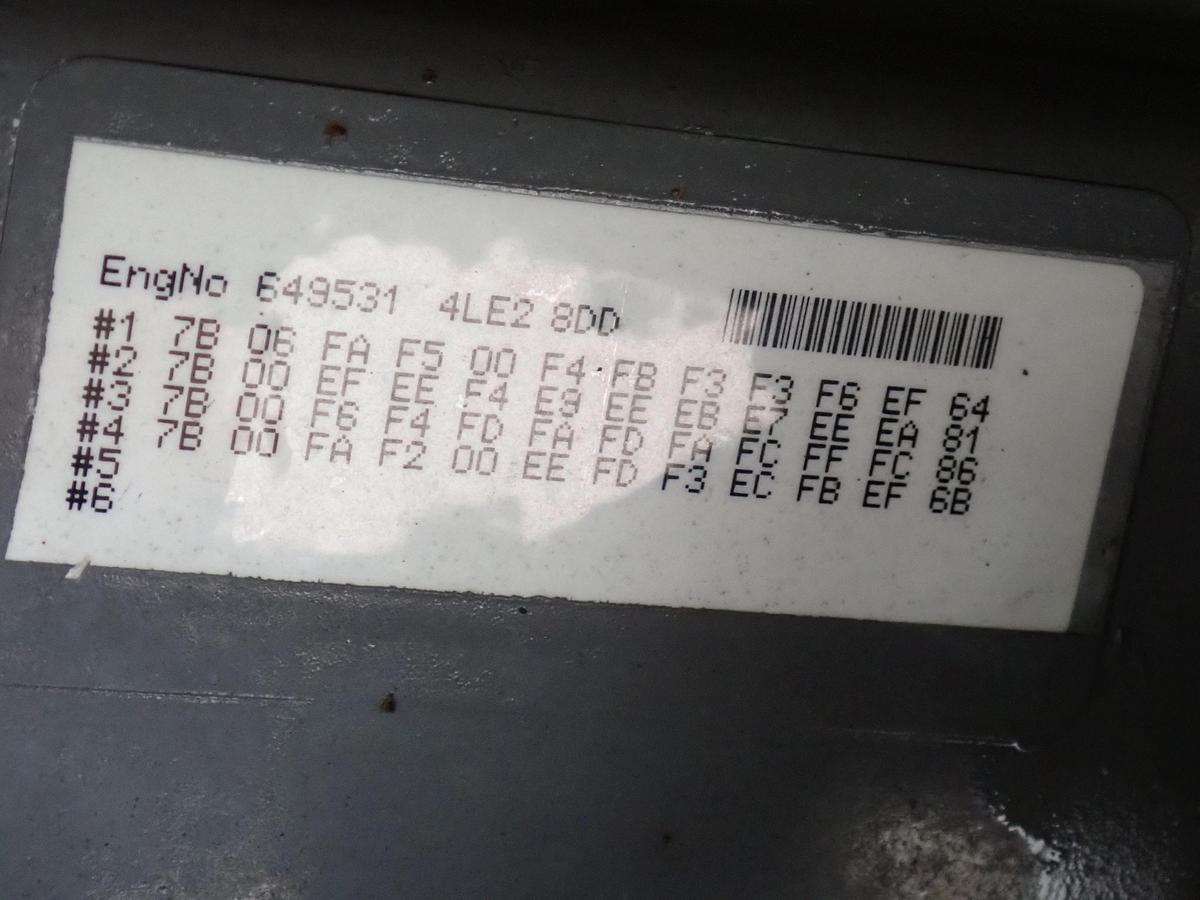 EngNo 649531 4LE2 8DD
#1 7B 06 FA F5 00 F4 FB F3 F3 F6 EF 64
#2 7B 00 EF EE F4 E9 EE EB E7 EE EA 81
#3 7B 00 F6 F4 FD FA FD FA FC FF FC 86
#4 7B 00 FA F2 00 EE FD F3 EC FB EF 6B
#5
#6